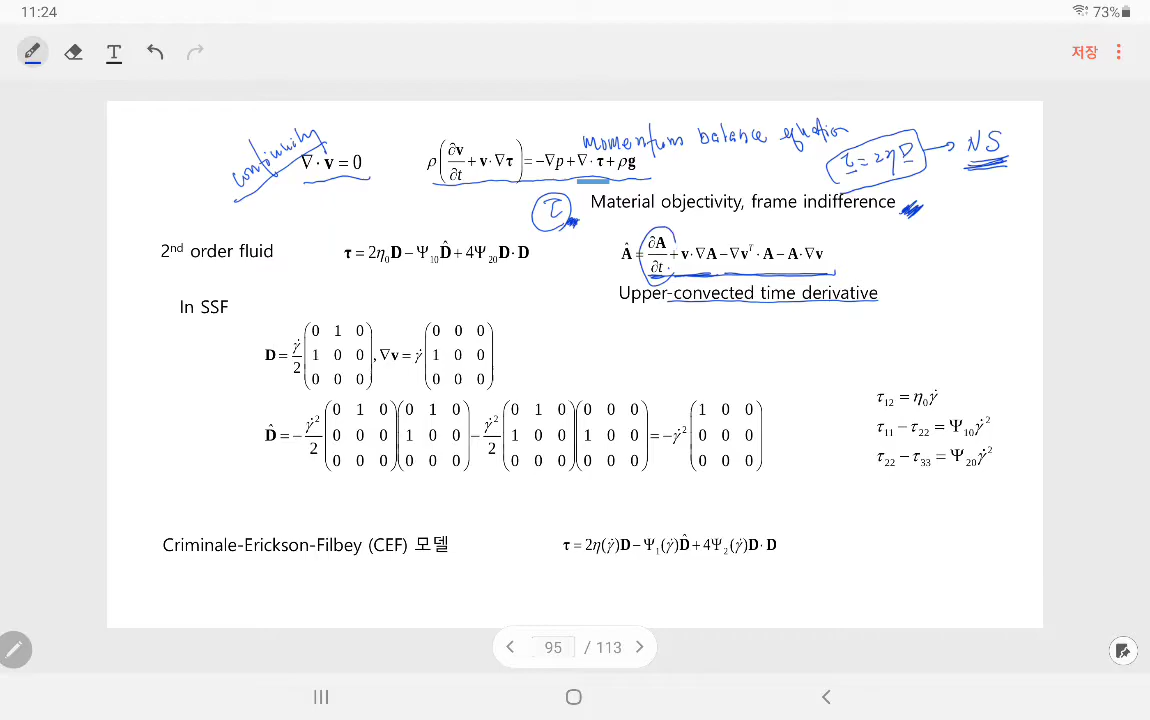 11:24
73%
T
저장
continuity
momentum balance equation
τ = 2ηD → NS
∇ · v = 0
ρ(∂v/∂t + v · ∇τ) = −∇p + ∇ · τ + ρg
τ
Material objectivity, frame indifference
2nd order fluid
τ = 2η₀D − Ψ₁₀D̂ + 4Ψ₂₀D · D
Â = ∂A/∂t + v · ∇A − ∇vᵀ · A − A · ∇v
Upper-convected time derivative
In SSF
D = γ̇/2 (0 1 0; 1 0 0; 0 0 0), ∇v = γ̇ (0 0 0; 1 0 0; 0 0 0)
D̂ = − γ̇²/2 (0 1 0; 0 0 0; 0 0 0)(0 1 0; 1 0 0; 0 0 0) − γ̇²/2 (0 1 0; 1 0 0; 0 0 0)(0 0 0; 1 0 0; 0 0 0) = −γ̇² (1 0 0; 0 0 0; 0 0 0)
τ₁₂ = η₀γ̇
τ₁₁ − τ₂₂ = Ψ₁₀γ̇²
τ₂₂ − τ₃₃ = Ψ₂₀γ̇²
Criminale-Erickson-Filbey (CEF) 모델
τ = 2η(γ̇)D − Ψ₁(γ̇)D̂ + 4Ψ₂(γ̇)D · D
95 / 113